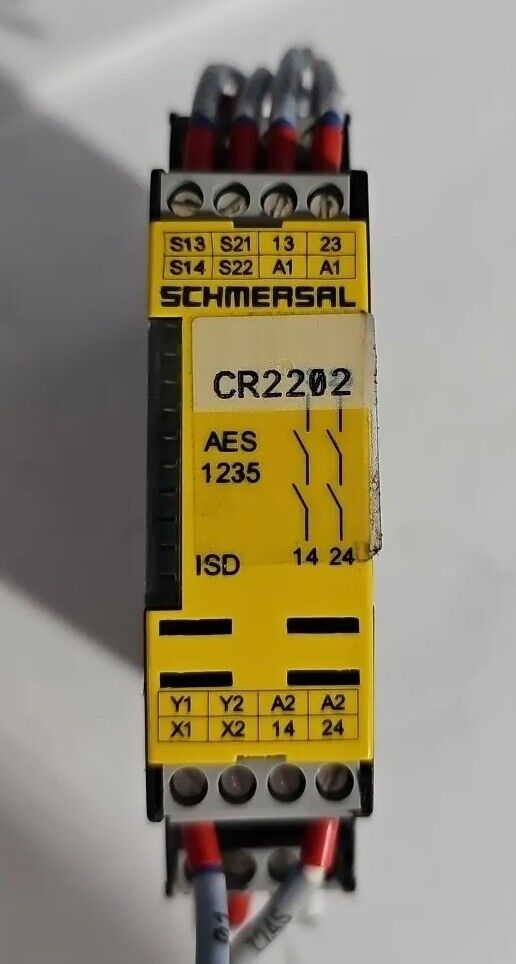 S13 S21 13 23
S14 S22 A1 A1
SCHMERSAL
CR2202
AES
1235
ISD 14 24
Y1 Y2 A2 A2
X1 X2 14 24